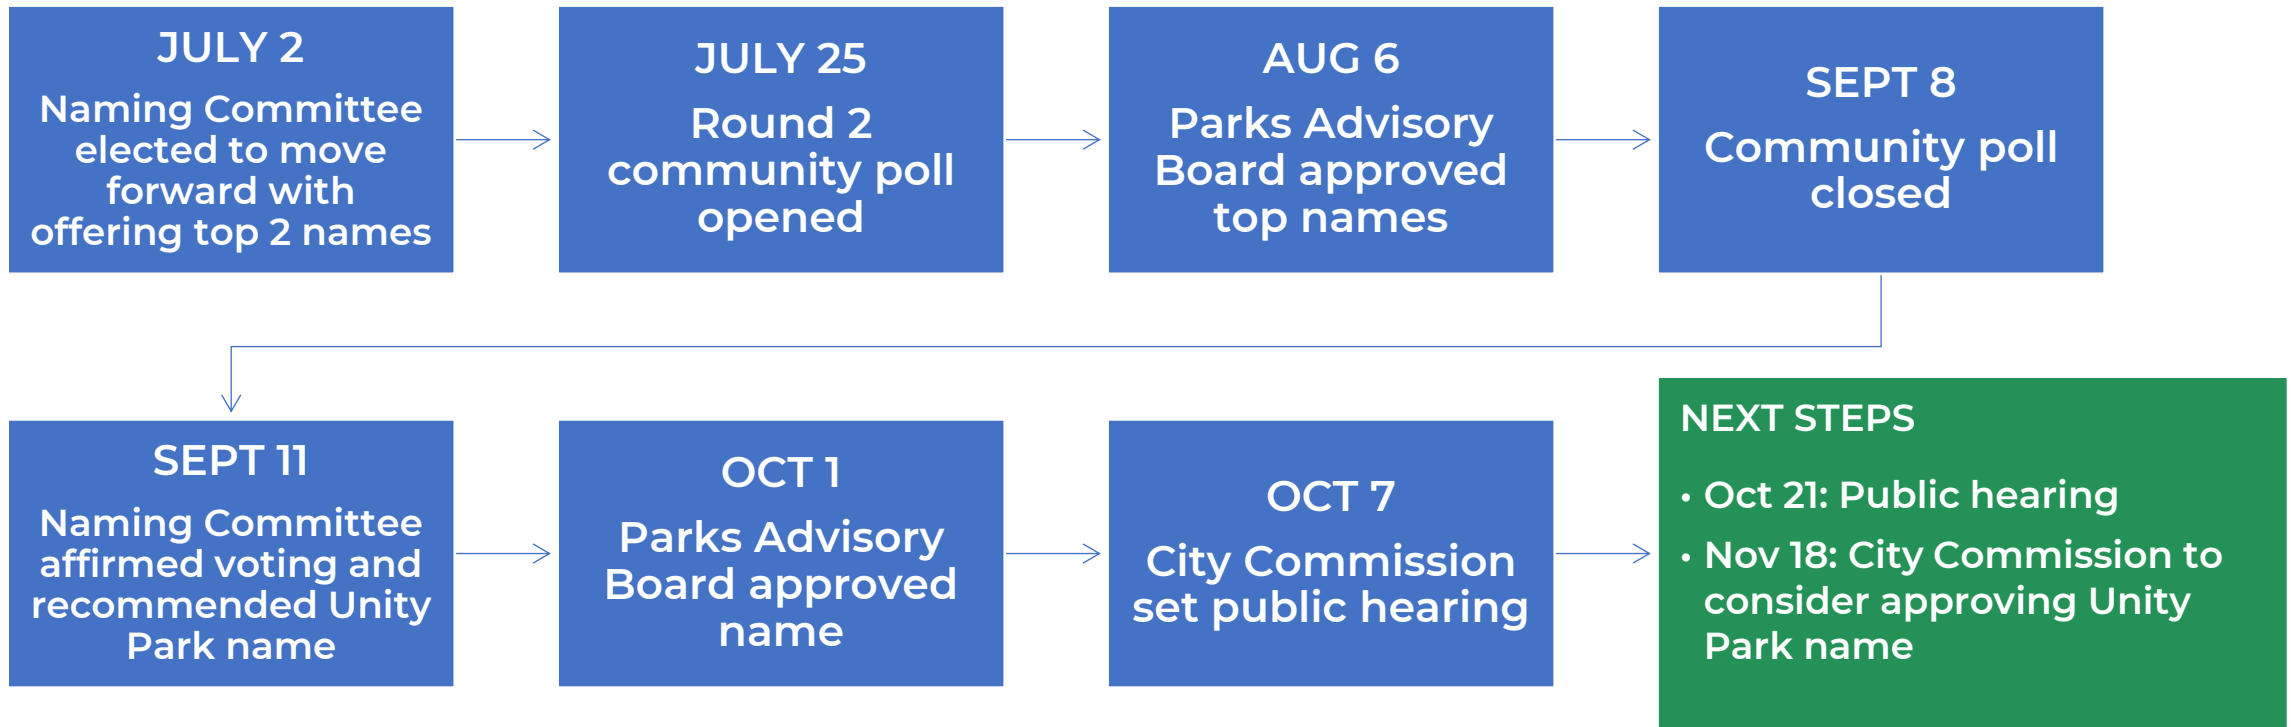 JULY 2
Naming Committee
elected to move
forward with
offering top 2 names
JULY 25
Round 2
community poll
opened
AUG 6
Parks Advisory
Board approved
top names
SEPT 8
Community poll
closed
SEPT 11
Naming Committee
affirmed voting and
recommended Unity
Park name
OCT 1
Parks Advisory
Board approved
name
OCT 7
City Commission
set public hearing
NEXT STEPS
• Oct 21: Public hearing
• Nov 18: City Commission to
consider approving Unity
Park name